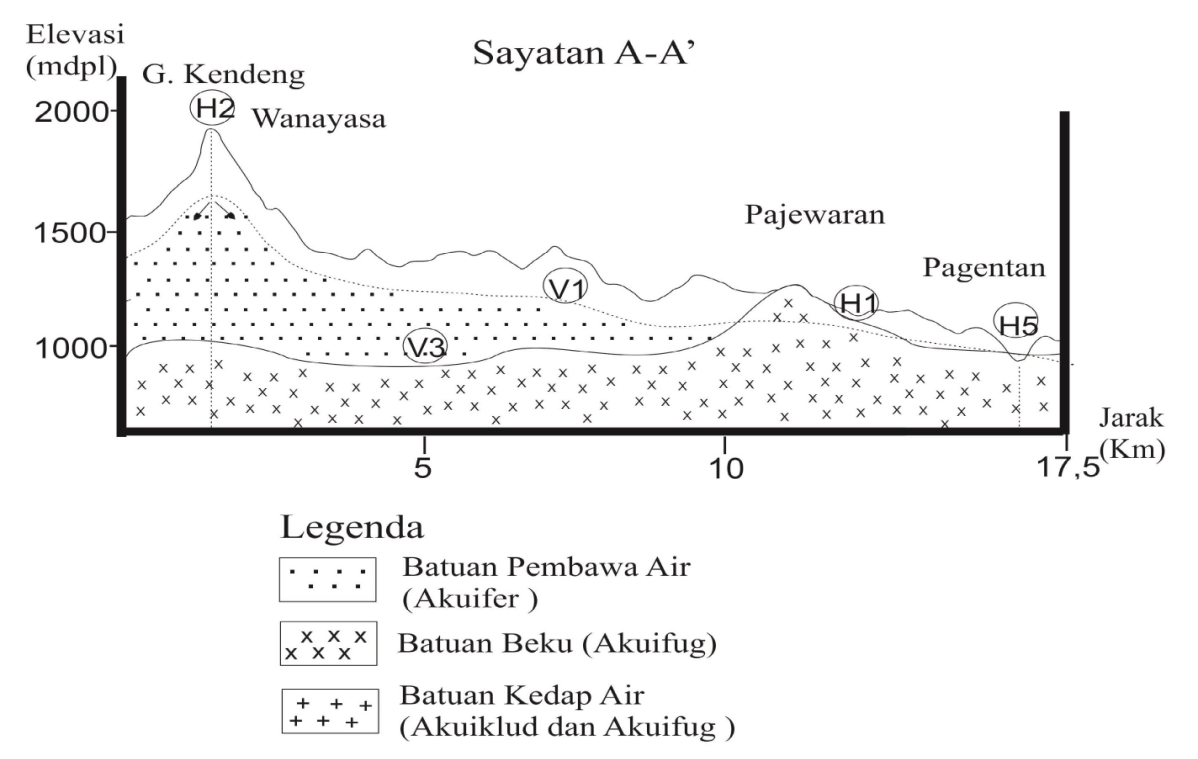 Elevasi
(mdpl)
Sayatan A-A’
G. Kendeng
H2
Wanayasa
2000
1500
1000
Pajewaran
Pagentan
V1
H1
H5
V3
5
10
17,5
Jarak
(Km)
Legenda
Batuan Pembawa Air
(Akuifer )
Batuan Beku (Akuifug)
Batuan Kedap Air
(Akuiklud dan Akuifug )